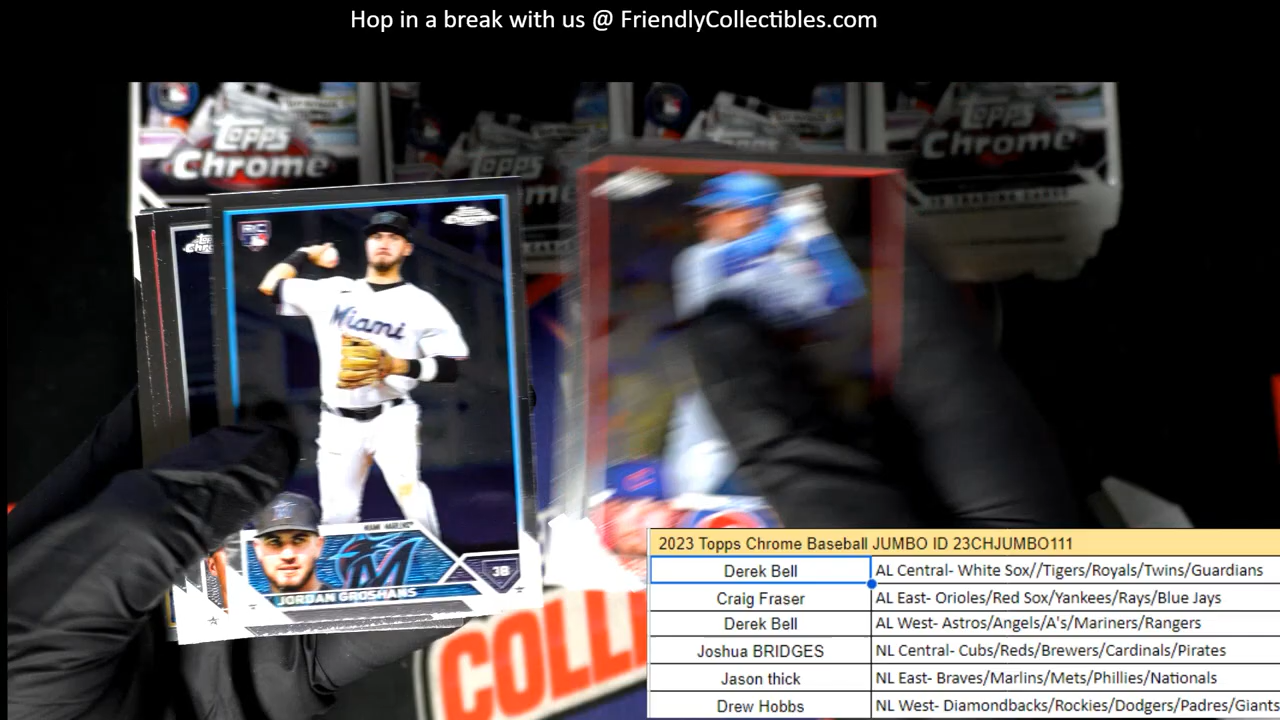 Hop in a break with us @ FriendlyCollectibles.com
Topps
Chrome
Topps
Chrome
RC
Miami
MIAMI MARLINS
3B
JORDAN GROSHANS
COLL
2023 Topps Chrome Baseball JUMBO ID 23CHJUMBO111
Derek Bell AL Central- White Sox//Tigers/Royals/Twins/Guardians
Craig Fraser AL East- Orioles/Red Sox/Yankees/Rays/Blue Jays
Derek Bell AL West- Astros/Angels/A's/Mariners/Rangers
Joshua BRIDGES NL Central- Cubs/Reds/Brewers/Cardinals/Pirates
Jason thick NL East- Braves/Marlins/Mets/Phillies/Nationals
Drew Hobbs NL West- Diamondbacks/Rockies/Dodgers/Padres/Giants